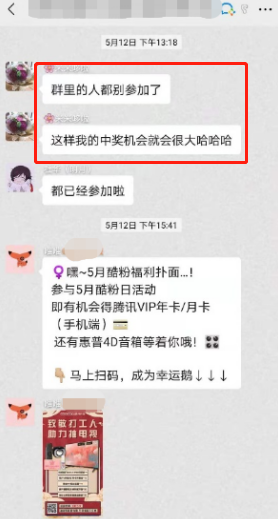 5月12日 下午13:18
群里的人都别参加了
这样我的中奖机会就会很大哈哈哈
都已经参加啦
5月12日 下午15:41
嘿~5月酷粉福利扑面...!
参与5月酷粉日活动
即有机会得腾讯VIP年卡/月卡
（手机端）
还有惠普4D音箱等着你哦!
马上扫码，成为幸运鹅↓↓↓
致敬打工人
助力抽电视